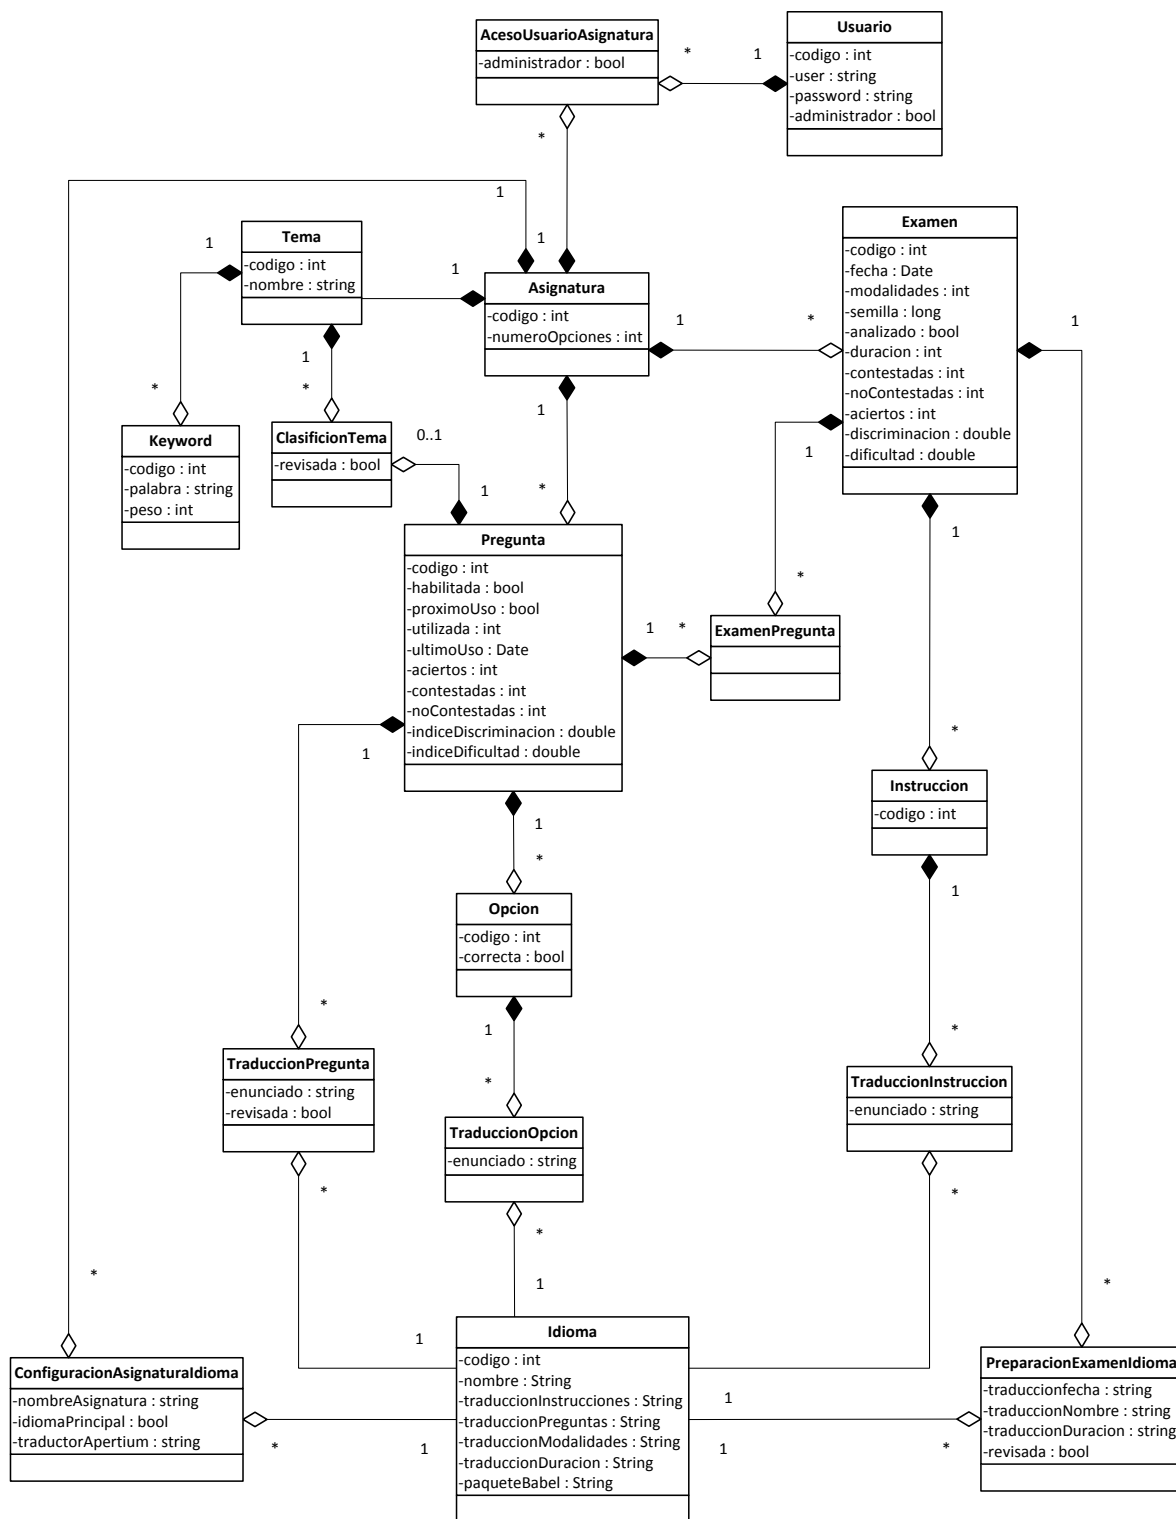 AcesoUsuarioAsignatura
-administrador : bool
*
1
Usuario
-codigo : int
-user : string
-password : string
-administrador : bool
*
1
1
1
Tema
-codigo : int
-nombre : string
1
1
*
Asignatura
-codigo : int
-numeroOpciones : int
1
*
1
*
Examen
-codigo : int
-fecha : Date
-modalidades : int
-semilla : long
-analizado : bool
-duracion : int
-contestadas : int
-noContestadas : int
-aciertos : int
-discriminacion : double
-dificultad : double
1
1
*
1
*
Keyword
-codigo : int
-palabra : string
-peso : int
ClasificionTema
-revisada : bool
0..1
1
Pregunta
-codigo : int
-habilitada : bool
-proximoUso : bool
-utilizada : int
-ultimoUso : Date
-aciertos : int
-contestadas : int
-noContestadas : int
-indiceDiscriminacion : double
-indiceDificultad : double
1
*
ExamenPregunta
1
*
1
*
*
Instruccion
-codigo : int
1
*
Opcion
-codigo : int
-correcta : bool
1
*
TraduccionPregunta
-enunciado : string
-revisada : bool
*
TraduccionOpcion
-enunciado : string
*
1
TraduccionInstruccion
-enunciado : string
*
1
*
*
ConfiguracionAsignaturaIdioma
-nombreAsignatura : string
-idiomaPrincipal : bool
-traductorApertium : string
*
1
Idioma
-codigo : int
-nombre : String
-traduccionInstrucciones : String
-traduccionPreguntas : String
-traduccionModalidades : String
-traduccionDuracion : String
-paqueteBabel : String
1
1
*
PreparacionExamenIdioma
-traduccionfecha : string
-traduccionNombre : string
-traduccionDuracion : string
-revisada : bool